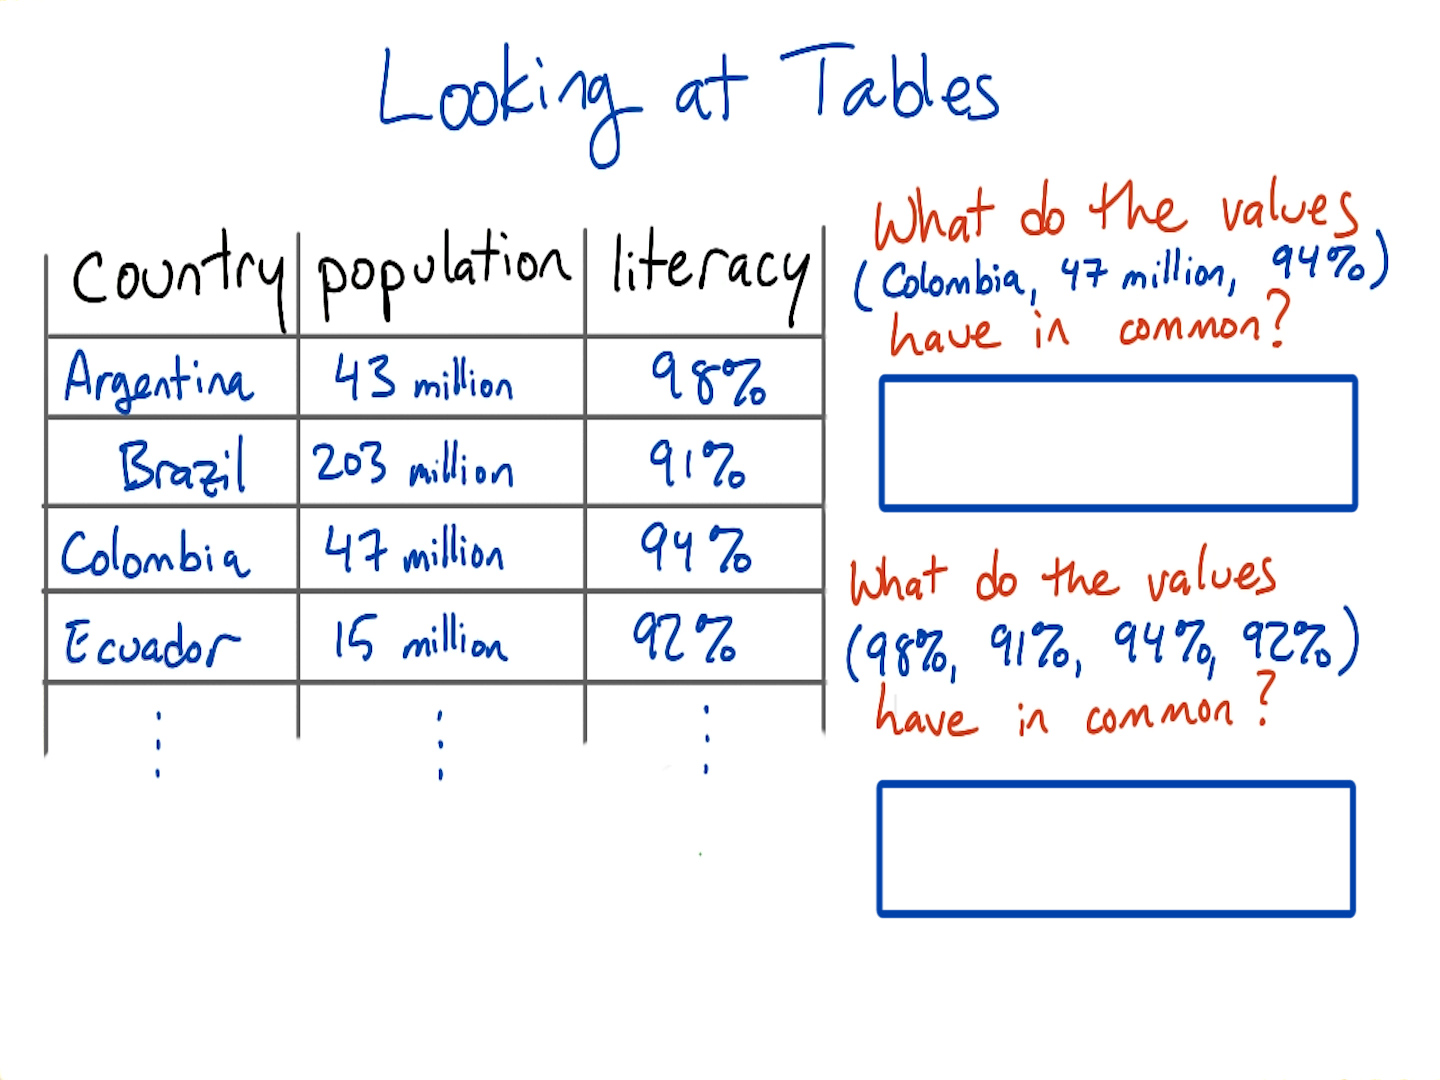 Looking at Tables
country population literacy
Argentina 43 million 98%
Brazil 203 million 91%
Colombia 47 million 94%
Ecuador 15 million 92%
What do the values
(Colombia, 47 million, 94%)
have in common?
What do the values
(98%, 91%, 94%, 92%)
have in common?